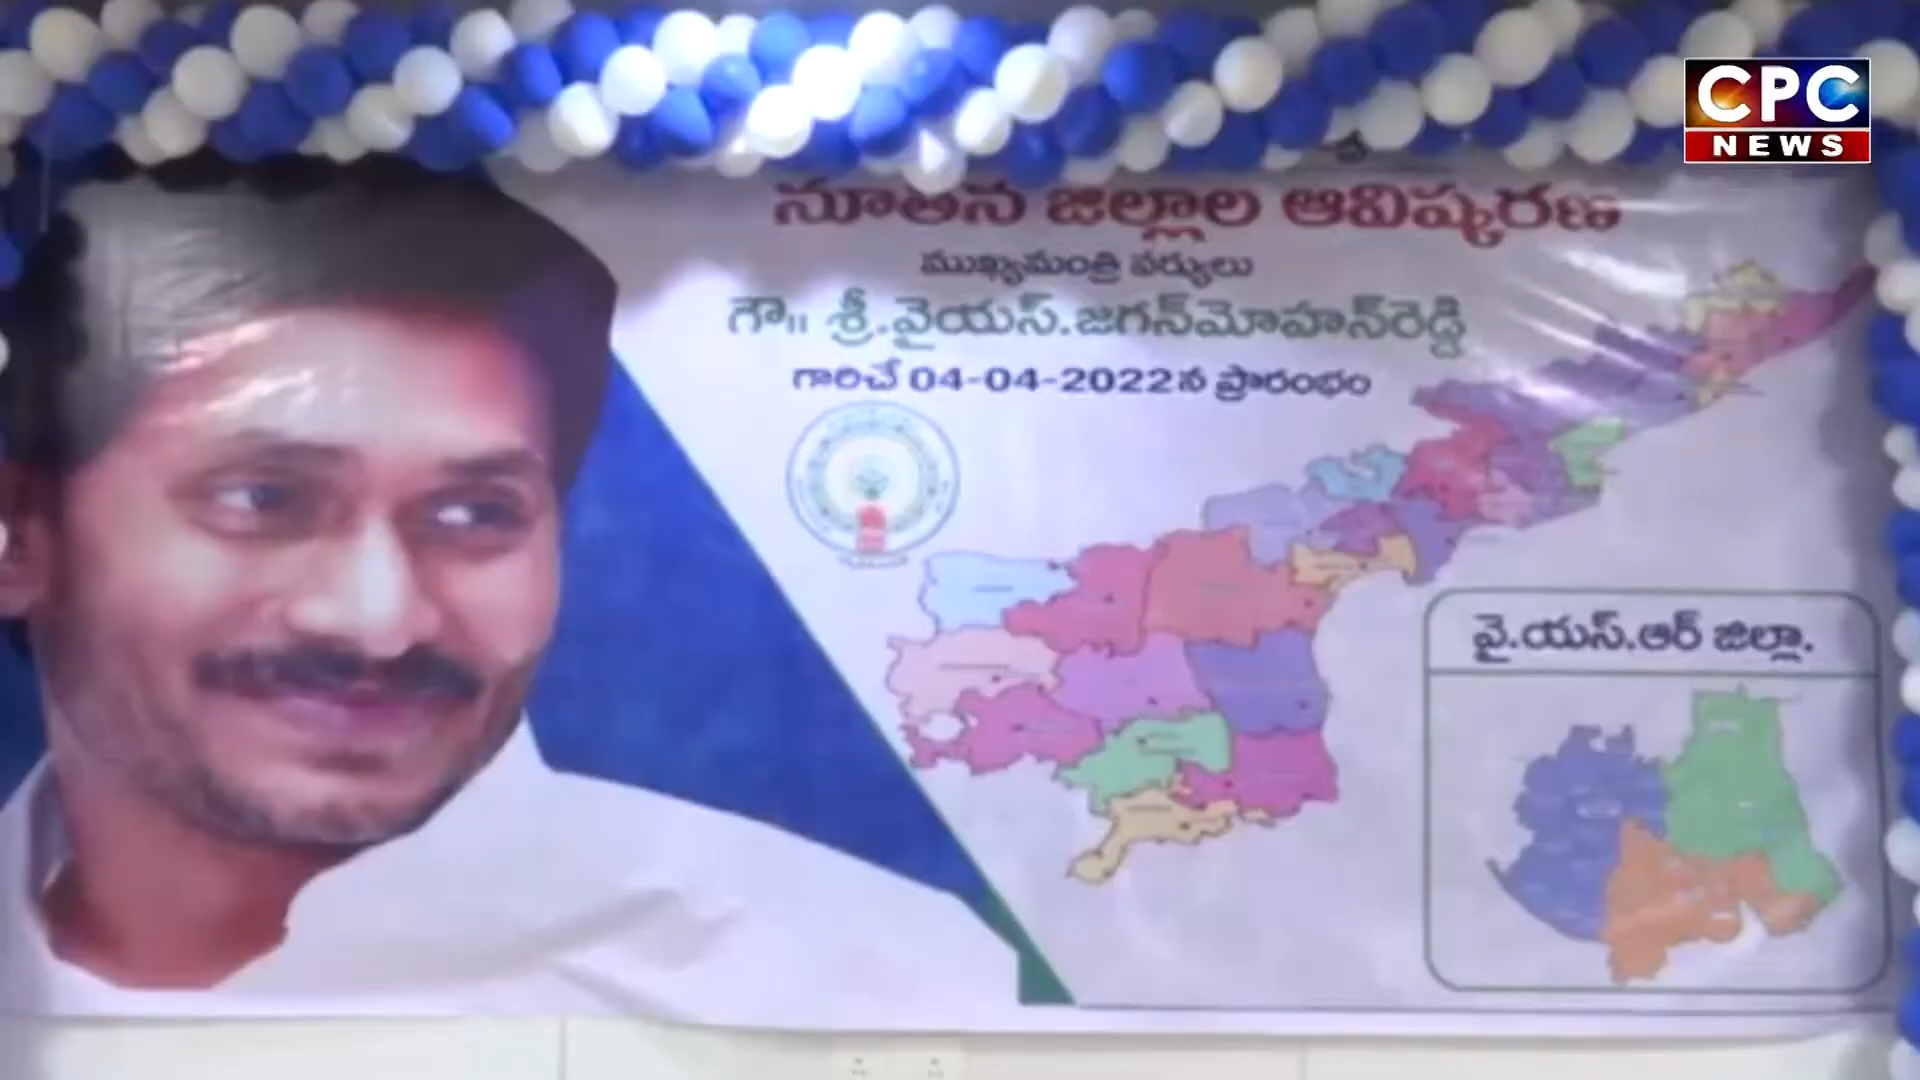 CPC
NEWS
నూతన జిల్లాల ఆవిష్కరణ
ముఖ్యమంత్రి వర్యులు
గౌ॥ శ్రీ.వైయస్.జగన్‌మోహన్‌రెడ్డి
గారిచే 04-04-2022న ప్రారంభం
వై.యస్.ఆర్ జిల్లా.